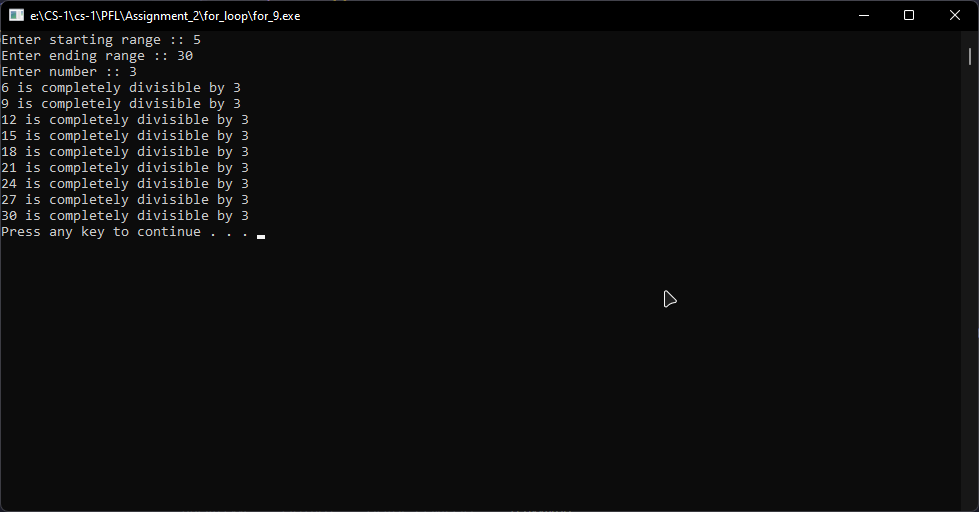 e:\CS-1\cs-1\PFL\Assignment_2\for_loop\for_9.exe
Enter starting range :: 5
Enter ending range :: 30
Enter number :: 3
6 is completely divisible by 3
9 is completely divisible by 3
12 is completely divisible by 3
15 is completely divisible by 3
18 is completely divisible by 3
21 is completely divisible by 3
24 is completely divisible by 3
27 is completely divisible by 3
30 is completely divisible by 3
Press any key to continue . . .